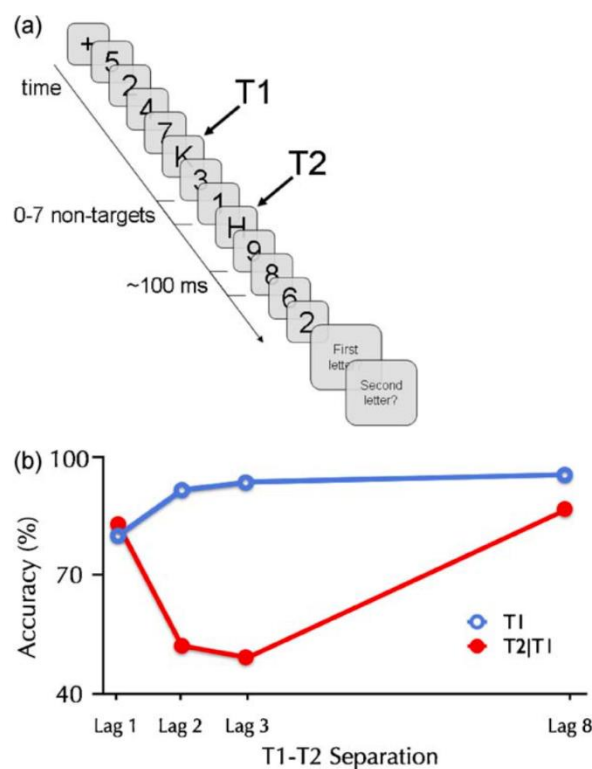 (a)
+
5
2
4
7
K
3
1
H
9
8
6
2
time
T1
T2
0-7 non-targets
~100 ms
First
letter?
Second
letter?
(b)
100
70
40
Accuracy (%)
T1
T2|T1
Lag 1
Lag 2
Lag 3
Lag 8
T1-T2 Separation